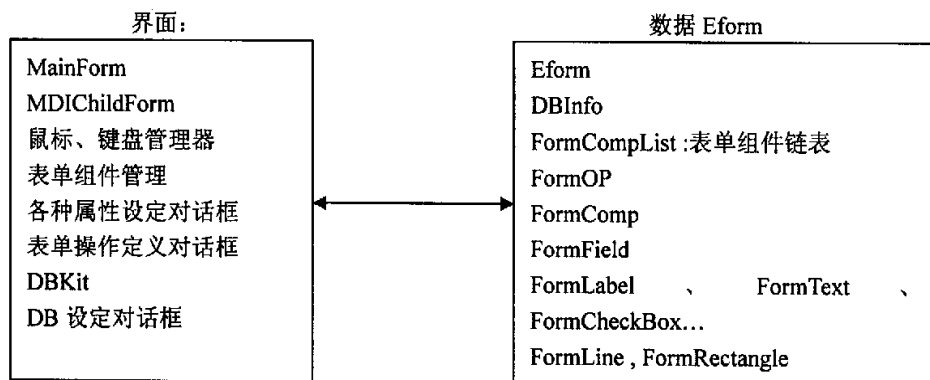 界面:
MainForm
MDIChildForm
鼠标、键盘管理器
表单组件管理
各种属性设定对话框
表单操作定义对话框
DBKit
DB 设定对话框
数据 Eform
Eform
DBInfo
FormCompList :表单组件链表
FormOP
FormComp
FormField
FormLabel 、 FormText 、
FormCheckBox…
FormLine , FormRectangle